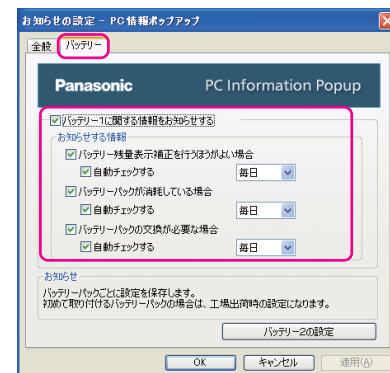 お知らせの設定 - PC情報ポップアップ
全般 バッテリー
Panasonic PC Information Popup
バッテリー1に関する情報をお知らせする
お知らせする情報
バッテリー残量表示補正を行うほうがよい場合
自動チェックする 毎日
バッテリーパックが消耗している場合
自動チェックする 毎日
バッテリーパックの交換が必要な場合
自動チェックする 毎日
お知らせ
バッテリーパックごとに設定を保存します。
初めて取り付けるバッテリーパックの場合は、工場出荷時の設定になります。
バッテリー2の設定
OK キャンセル 適用(A)